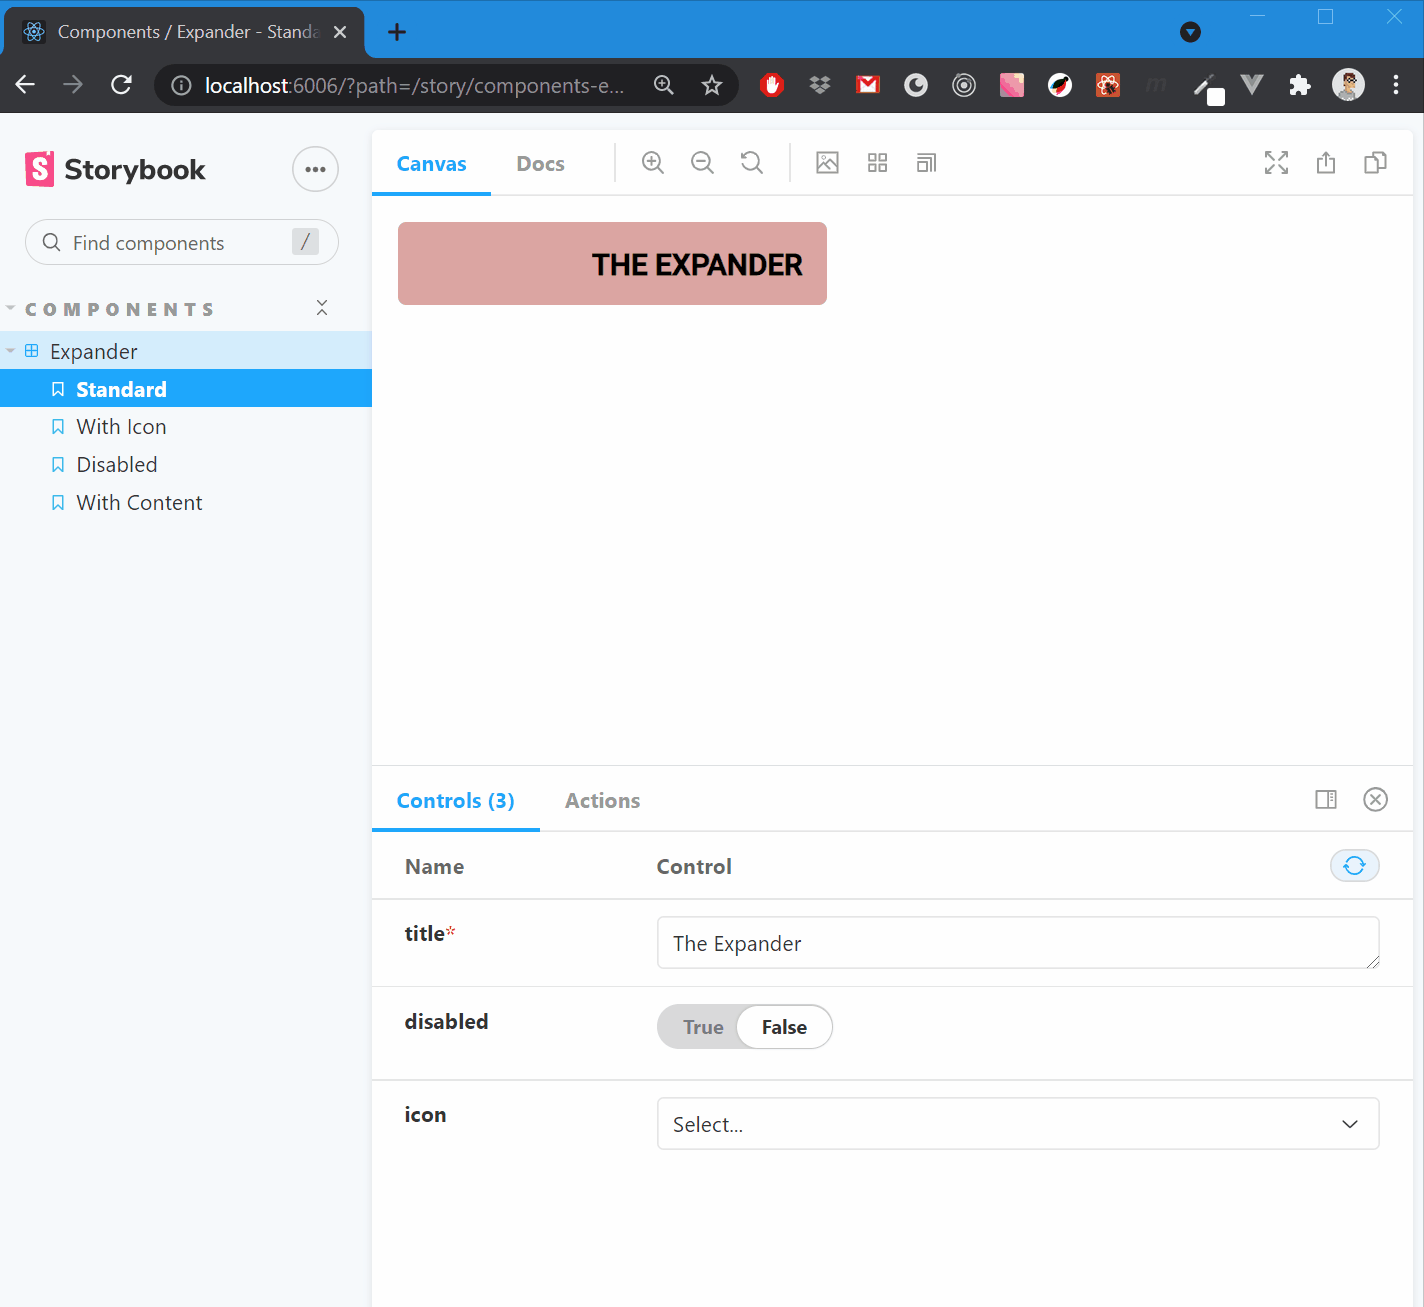 Components / Expander - Standa
localhost:6006/?path=/story/components-e...
Storybook
Find components /
COMPONENTS
Expander
Standard
With Icon
Disabled
With Content
Canvas Docs
THE EXPANDER
Controls (3) Actions
Name Control
title* The Expander
disabled True False
icon Select...